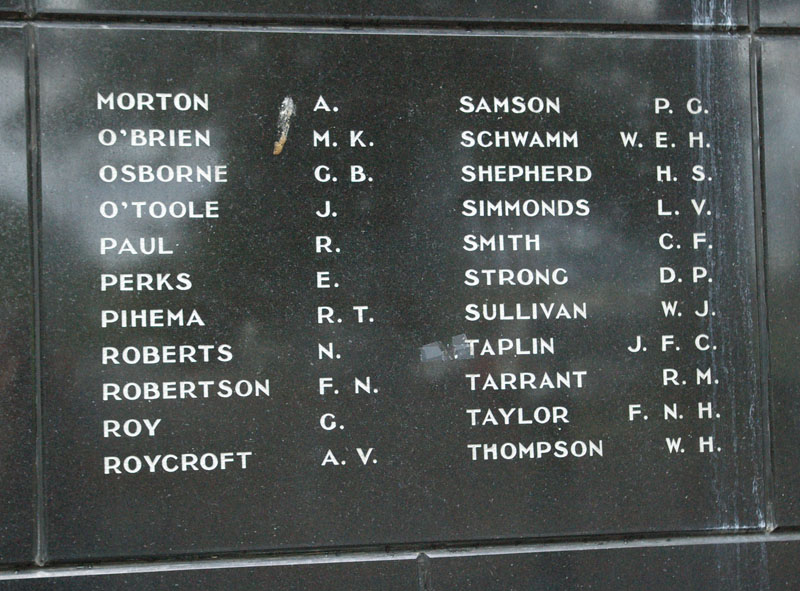 MORTON A.
O'BRIEN M. K.
OSBORNE G. B.
O'TOOLE J.
PAUL R.
PERKS E.
PIHEMA R. T.
ROBERTS N.
ROBERTSON F. N.
ROY G.
ROYCROFT A. V.
SAMSON P. G.
SCHWAMM W. E. H.
SHEPHERD H. S.
SIMMONDS L. V.
SMITH C. F.
STRONG D. P.
SULLIVAN W. J.
TAPLIN J. F. C.
TARRANT R. M.
TAYLOR F. N. H.
THOMPSON W. H.